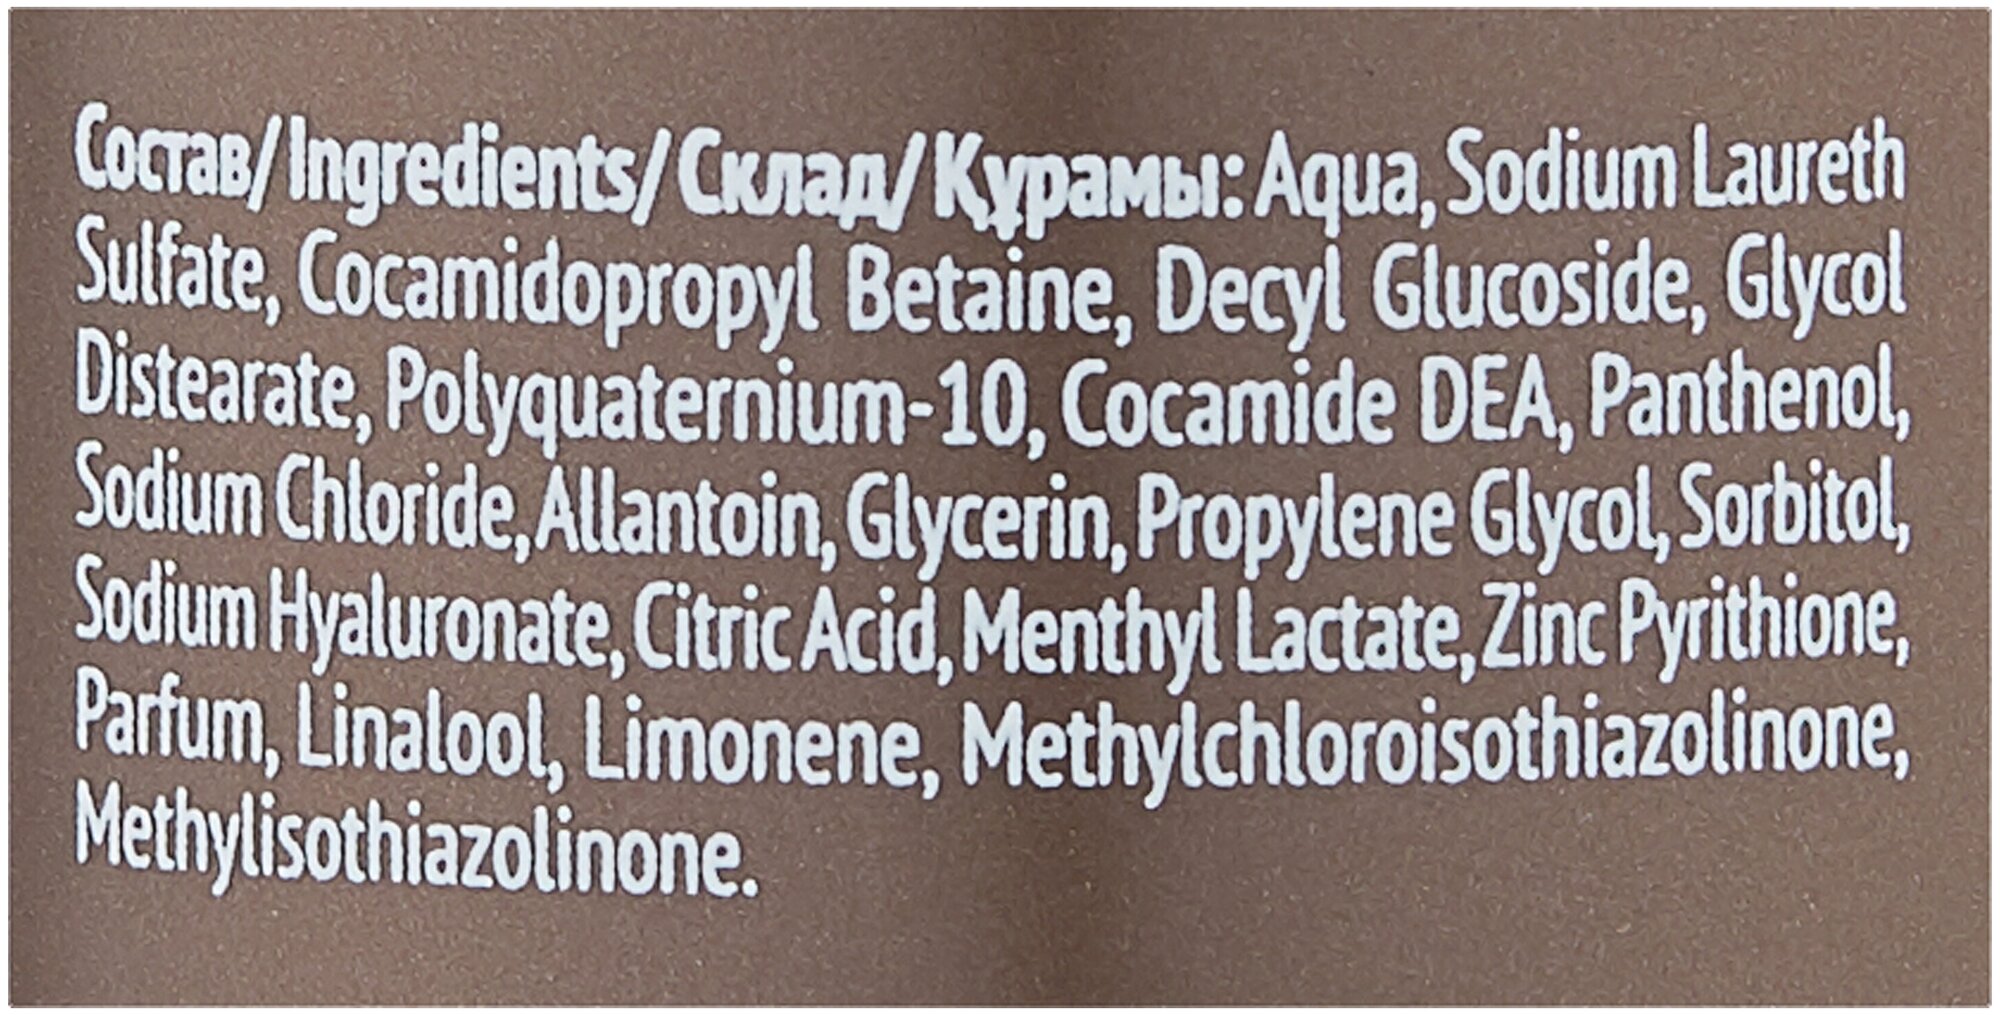 Состав/Ingredients/Склад/Құрамы: Aqua, Sodium Laureth
Sulfate, Cocamidopropyl Betaine, Decyl Glucoside, Glycol
Distearate, Polyquaternium-10, Cocamide DEA, Panthenol,
Sodium Chloride, Allantoin, Glycerin, Propylene Glycol, Sorbitol,
Sodium Hyaluronate, Citric Acid, Menthyl Lactate, Zinc Pyrithione,
Parfum, Linalool, Limonene, Methylchloroisothiazolinone,
Methylisothiazolinone.